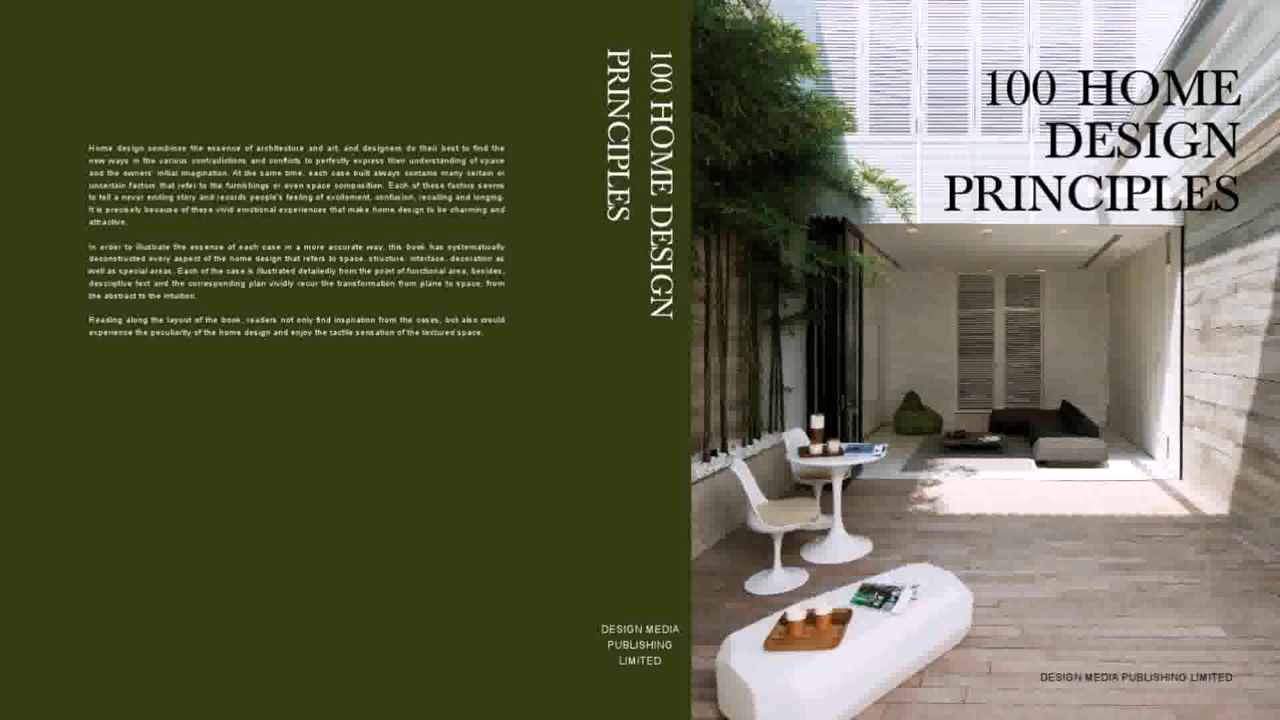 Home design combines the essence of architecture and art, and designers do their best to find the
new ways in the various contradictions and conflicts to perfectly express their understanding of space
and the owners' initial imagination. At the same time, each case built always contains many certain or
uncertain factors that refer to the furnishings or even space composition. Each of these factors seems
to tell a never ending story and records people's feeling of excitement, confusion, recalling and longing.
It is precisely because of these vivid emotional experiences that make home design to be charming and
attractive.
In order to illustrate the essence of each case in a more accurate way, this book has systematically
deconstructed every aspect of the home design that refers to space, structure, interface, decoration as
well as special areas. Each of the case is illustrated detailedly from the point of functional area, besides,
descriptive text and the corresponding plan vividly recur the transformation from plane to space, from
the abstract to the intuition.
Reading along the layout of the book, readers not only find inspiration from the cases, but also would
experience the peculiarity of the home design and enjoy the tactile sensation of the textured space.
100 HOME DESIGN
PRINCIPLES
DESIGN MEDIA
PUBLISHING
LIMITED
100 HOME
DESIGN
PRINCIPLES
DESIGN MEDIA PUBLISHING LIMITED